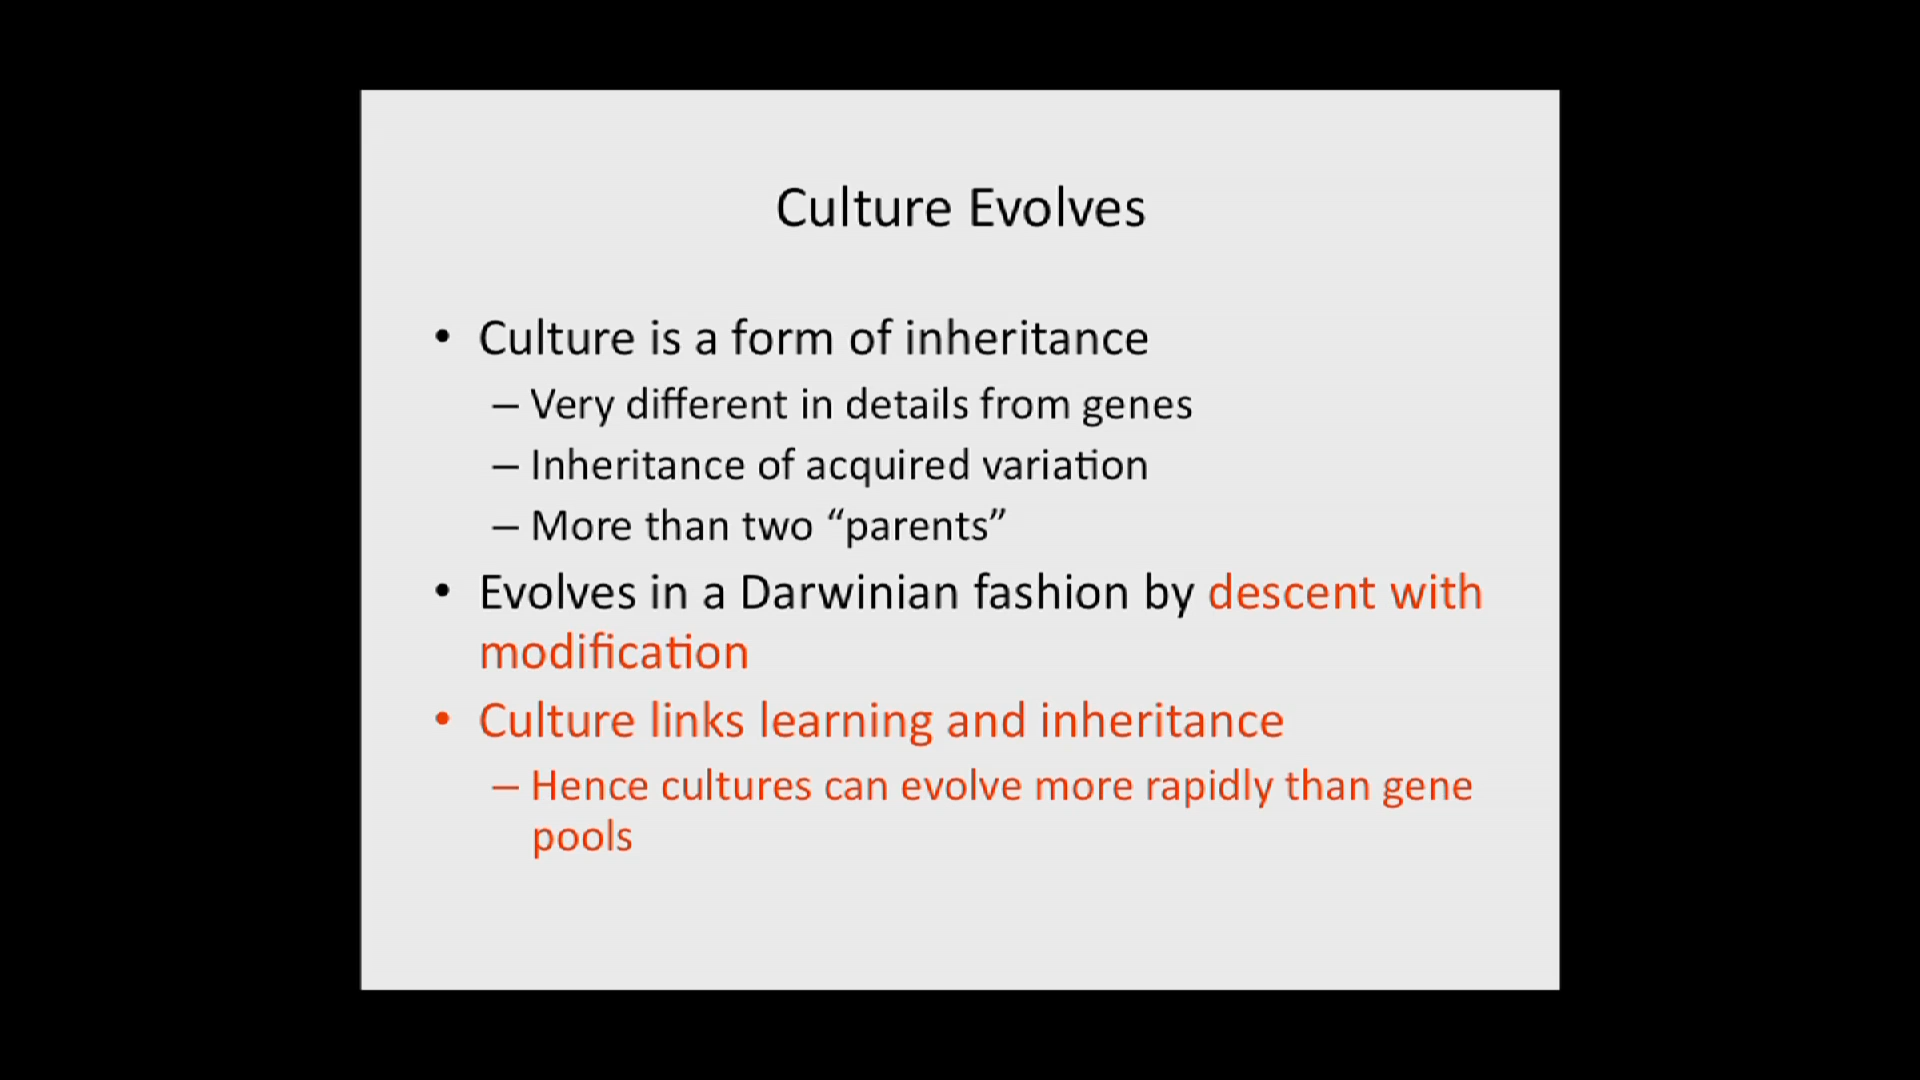 Culture Evolves
• Culture is a form of inheritance
– Very different in details from genes
– Inheritance of acquired variation
– More than two “parents”
• Evolves in a Darwinian fashion by descent with
modification
• Culture links learning and inheritance
– Hence cultures can evolve more rapidly than gene
pools